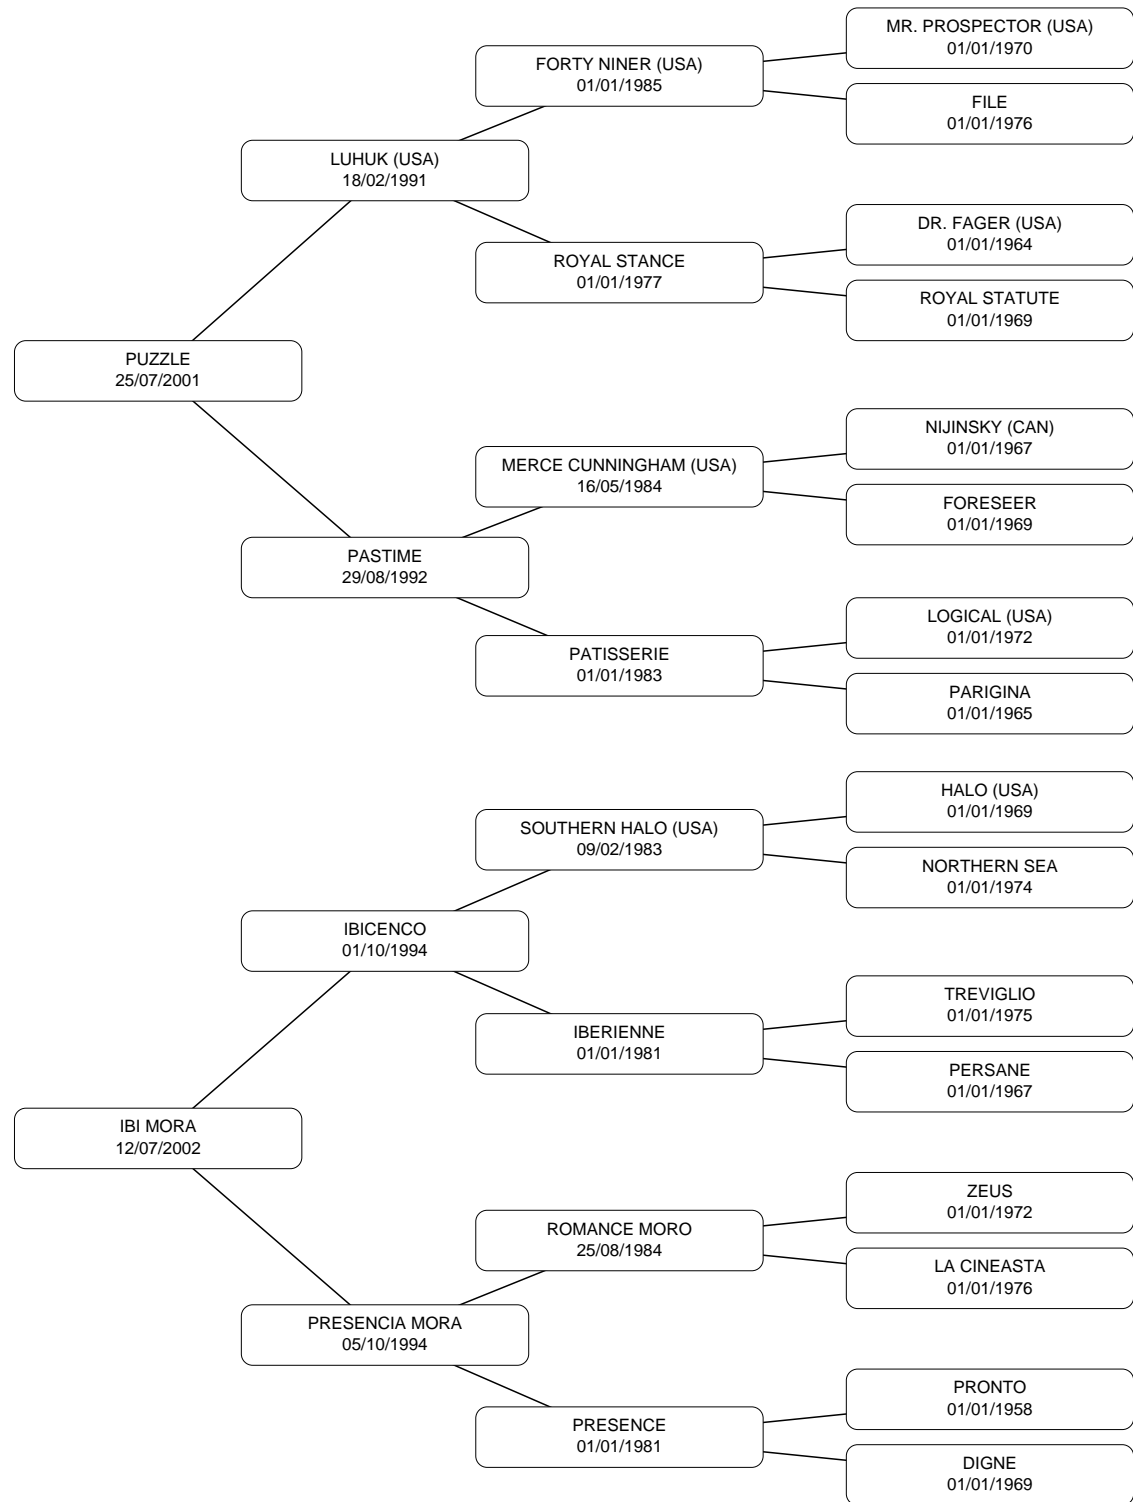 MR. PROSPECTOR (USA)
01/01/1970
FORTY NINER (USA)
01/01/1985
FILE
01/01/1976
LUHUK (USA)
18/02/1991
DR. FAGER (USA)
01/01/1964
ROYAL STANCE
01/01/1977
ROYAL STATUTE
01/01/1969
PUZZLE
25/07/2001
NIJINSKY (CAN)
01/01/1967
MERCE CUNNINGHAM (USA)
16/05/1984
FORESEER
01/01/1969
PASTIME
29/08/1992
LOGICAL (USA)
01/01/1972
PATISSERIE
01/01/1983
PARIGINA
01/01/1965
HALO (USA)
01/01/1969
SOUTHERN HALO (USA)
09/02/1983
NORTHERN SEA
01/01/1974
IBICENCO
01/10/1994
TREVIGLIO
01/01/1975
IBERIENNE
01/01/1981
PERSANE
01/01/1967
IBI MORA
12/07/2002
ZEUS
01/01/1972
ROMANCE MORO
25/08/1984
LA CINEASTA
01/01/1976
PRESENCIA MORA
05/10/1994
PRONTO
01/01/1958
PRESENCE
01/01/1981
DIGNE
01/01/1969